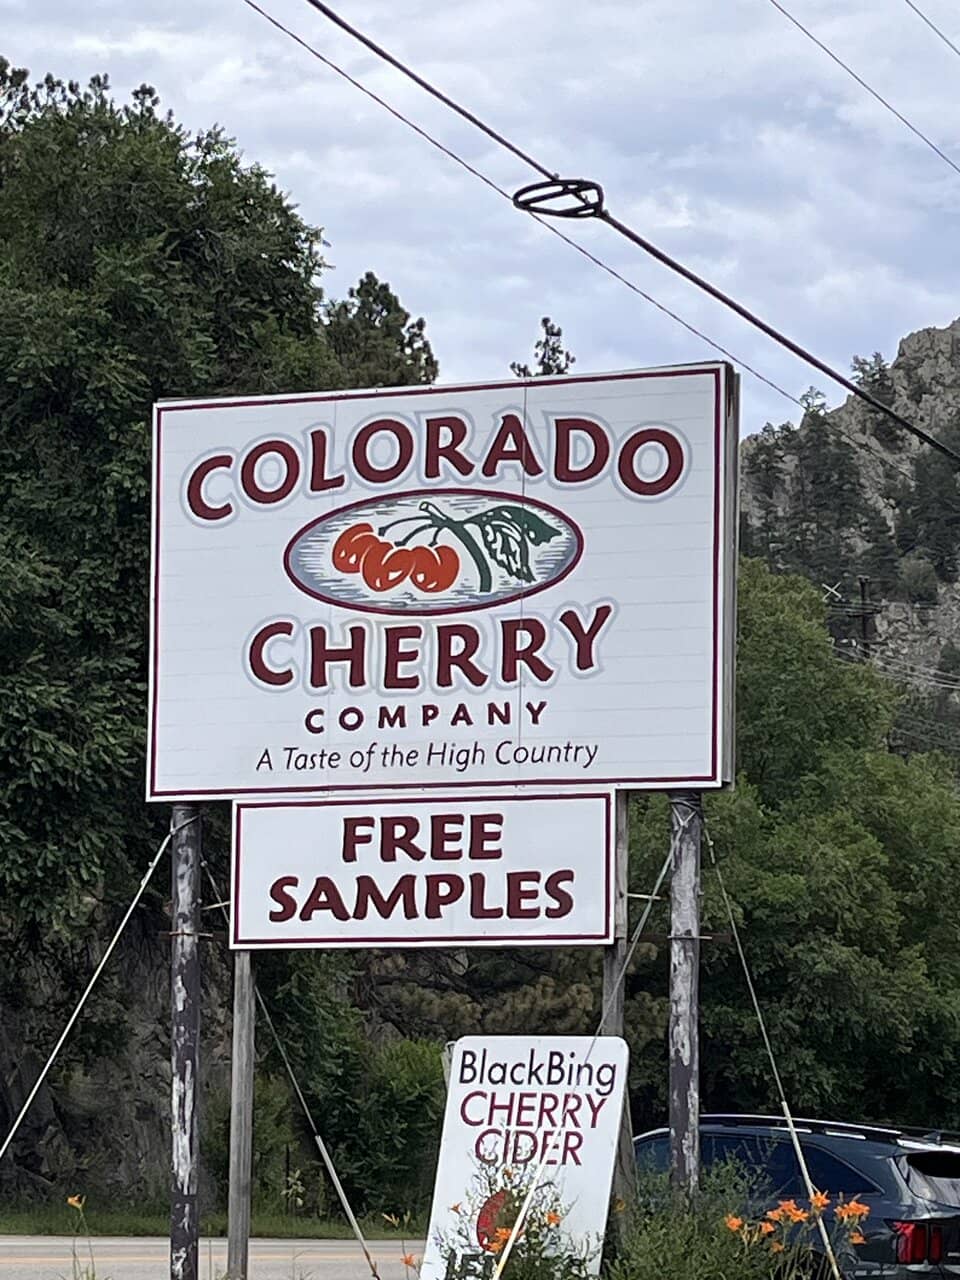 COLORADO
CHERRY
COMPANY
A Taste of the High Country
FREE
SAMPLES
BlackBing
CHERRY
CIDER